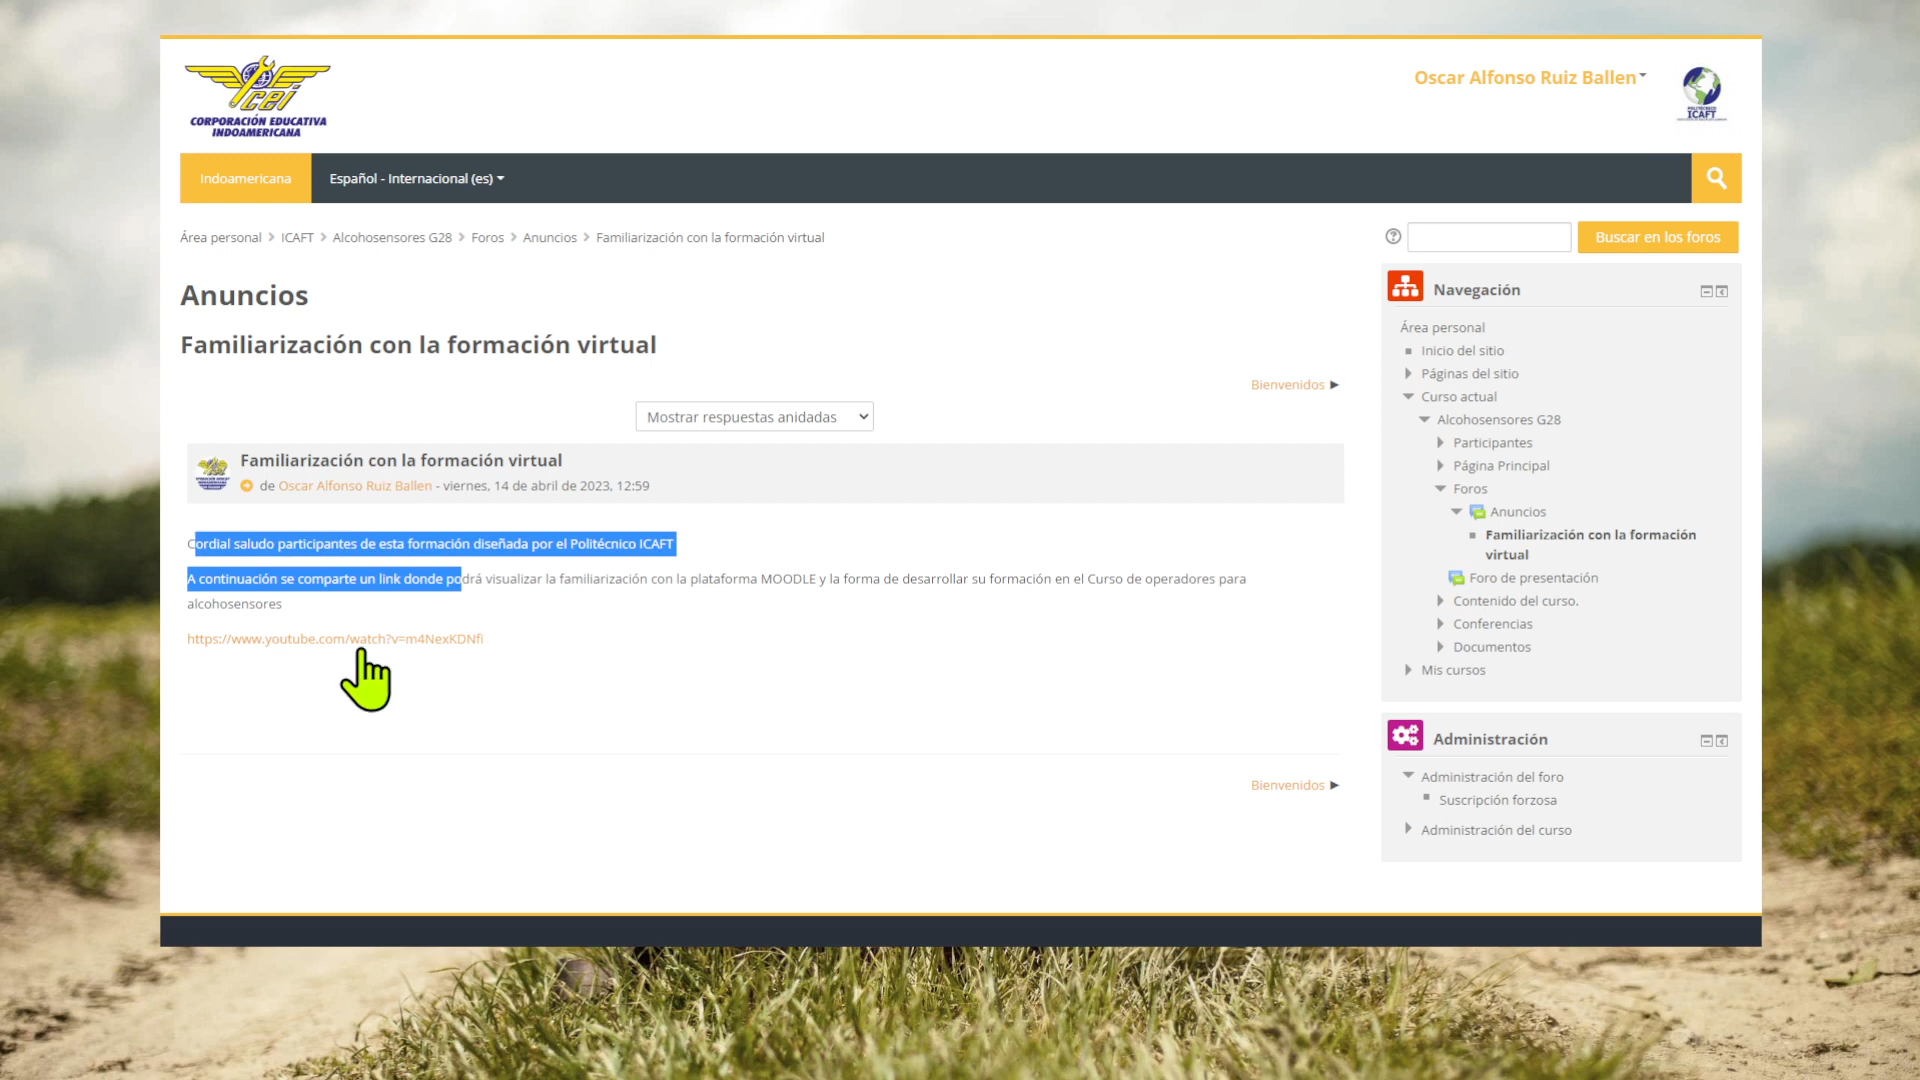 cei
CORPORACIÓN EDUCATIVA
INDOAMERICANA
Oscar Alfonso Ruiz Ballen
ICAFT
Indoamericana
Español - Internacional (es)
Área personal > ICAFT > Alcohosensores G28 > Foros > Anuncios > Familiarización con la formación virtual
Buscar en los foros
Anuncios
Familiarización con la formación virtual
Bienvenidos ►
Mostrar respuestas anidadas
Familiarización con la formación virtual
de Oscar Alfonso Ruiz Ballen - viernes, 14 de abril de 2023, 12:59
Cordial saludo participantes de esta formación diseñada por el Politécnico ICAFT
A continuación se comparte un link donde podrá visualizar la familiarización con la plataforma MOODLE y la forma de desarrollar su formación en el Curso de operadores para
alcohosensores
https://www.youtube.com/watch?v=m4NexKDNfi
Bienvenidos ►
Navegación
Área personal
Inicio del sitio
Páginas del sitio
Curso actual
Alcohosensores G28
Participantes
Página Principal
Foros
Anuncios
Familiarización con la formación
virtual
Foro de presentación
Contenido del curso.
Conferencias
Documentos
Mis cursos
Administración
Administración del foro
Suscripción forzosa
Administración del curso